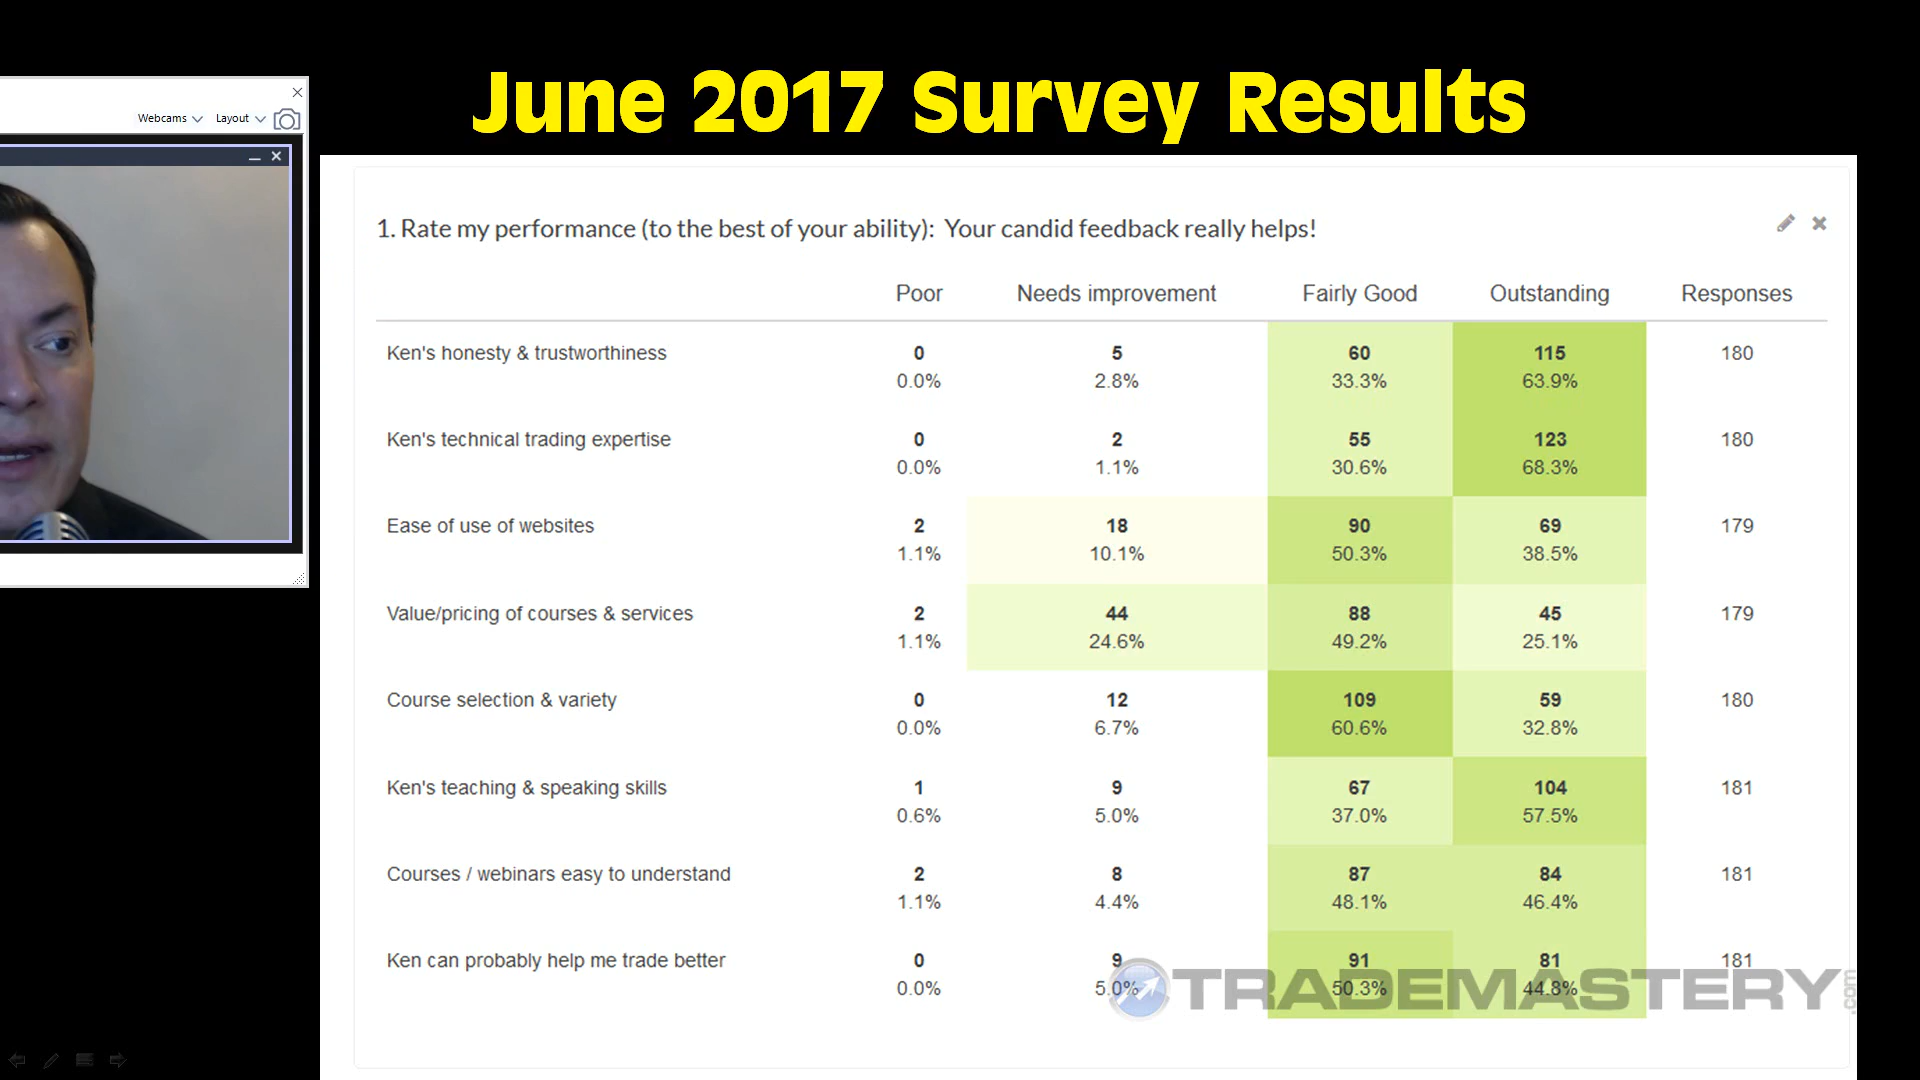 June 2017 Survey Results
Webcams Layout
1. Rate my performance (to the best of your ability): Your candid feedback really helps!
Poor Needs improvement Fairly Good Outstanding Responses
Ken's honesty & trustworthiness 0 5 60 115 180
0.0% 2.8% 33.3% 63.9%
Ken's technical trading expertise 0 2 55 123 180
0.0% 1.1% 30.6% 68.3%
Ease of use of websites 2 18 90 69 179
1.1% 10.1% 50.3% 38.5%
Value/pricing of courses & services 2 44 88 45 179
1.1% 24.6% 49.2% 25.1%
Course selection & variety 0 12 109 59 180
0.0% 6.7% 60.6% 32.8%
Ken's teaching & speaking skills 1 9 67 104 181
0.6% 5.0% 37.0% 57.5%
Courses / webinars easy to understand 2 8 87 84 181
1.1% 4.4% 48.1% 46.4%
Ken can probably help me trade better 0 9 91 81 181
0.0% 5.0% 50.3% 44.8%
TRADEMASTERY.com